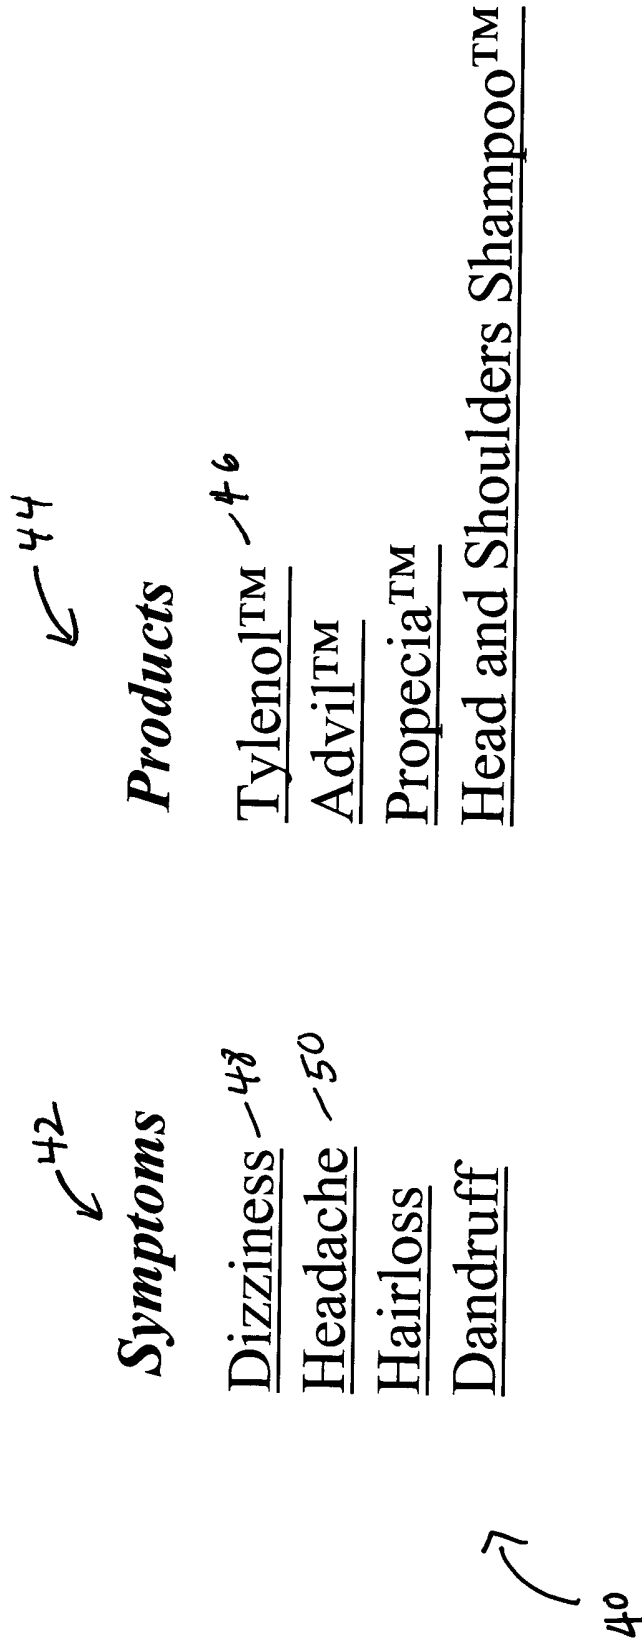 42
44
Symptoms
Products
Dizziness 48
Tylenol™ 46
Headache 50
Advil™
Hairloss
Propecia™
Dandruff
Head and Shoulders Shampoo™
40